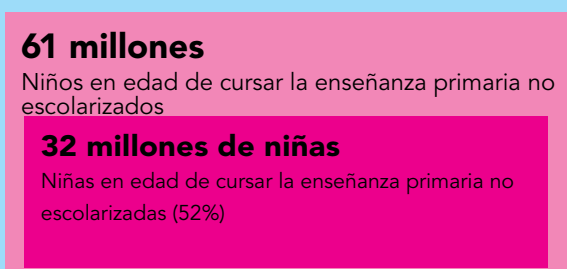 61 millones
Niños en edad de cursar la enseñanza primaria no
escolarizados
32 millones de niñas
Niñas en edad de cursar la enseñanza primaria no
escolarizadas (52%)